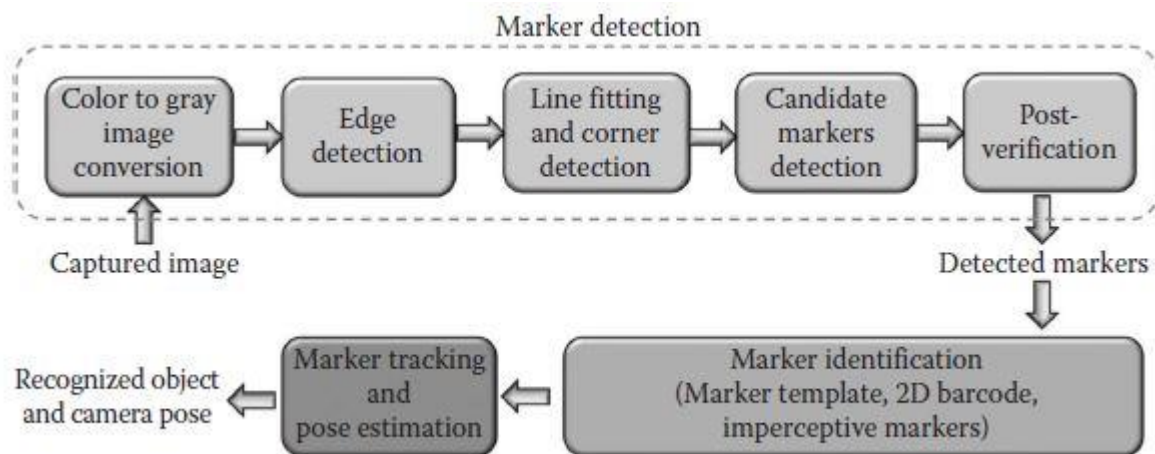 Marker detection
Color to gray
image
conversion
Edge
detection
Line fitting
and corner
detection
Candidate
markers
detection
Post-
verification
Captured image
Detected markers
Marker identification
(Marker template, 2D barcode,
imperceptive markers)
Marker tracking
and
pose estimation
Recognized object
and camera pose